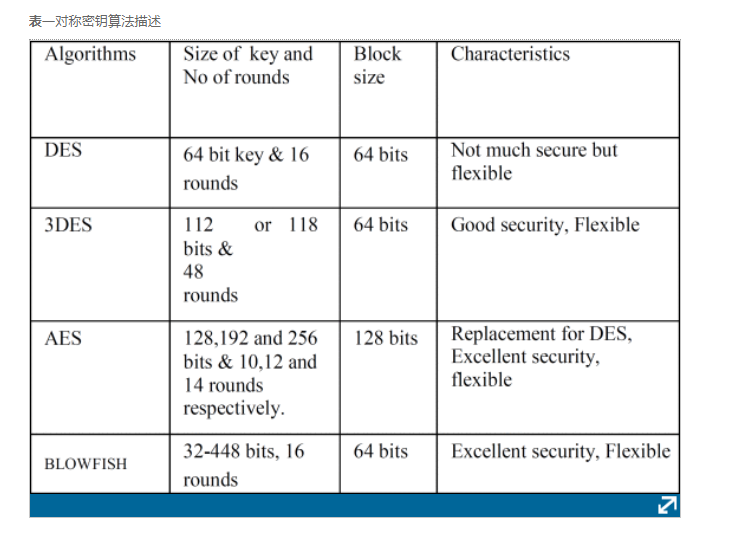 表一对称密钥算法描述
Algorithms
Size of key and
No of rounds
Block
size
Characteristics
DES
64 bit key & 16
rounds
64 bits
Not much secure but
flexible
3DES
112 or 118
bits &
48
rounds
64 bits
Good security, Flexible
AES
128,192 and 256
bits & 10,12 and
14 rounds
respectively.
128 bits
Replacement for DES,
Excellent security,
flexible
BLOWFISH
32-448 bits, 16
rounds
64 bits
Excellent security, Flexible